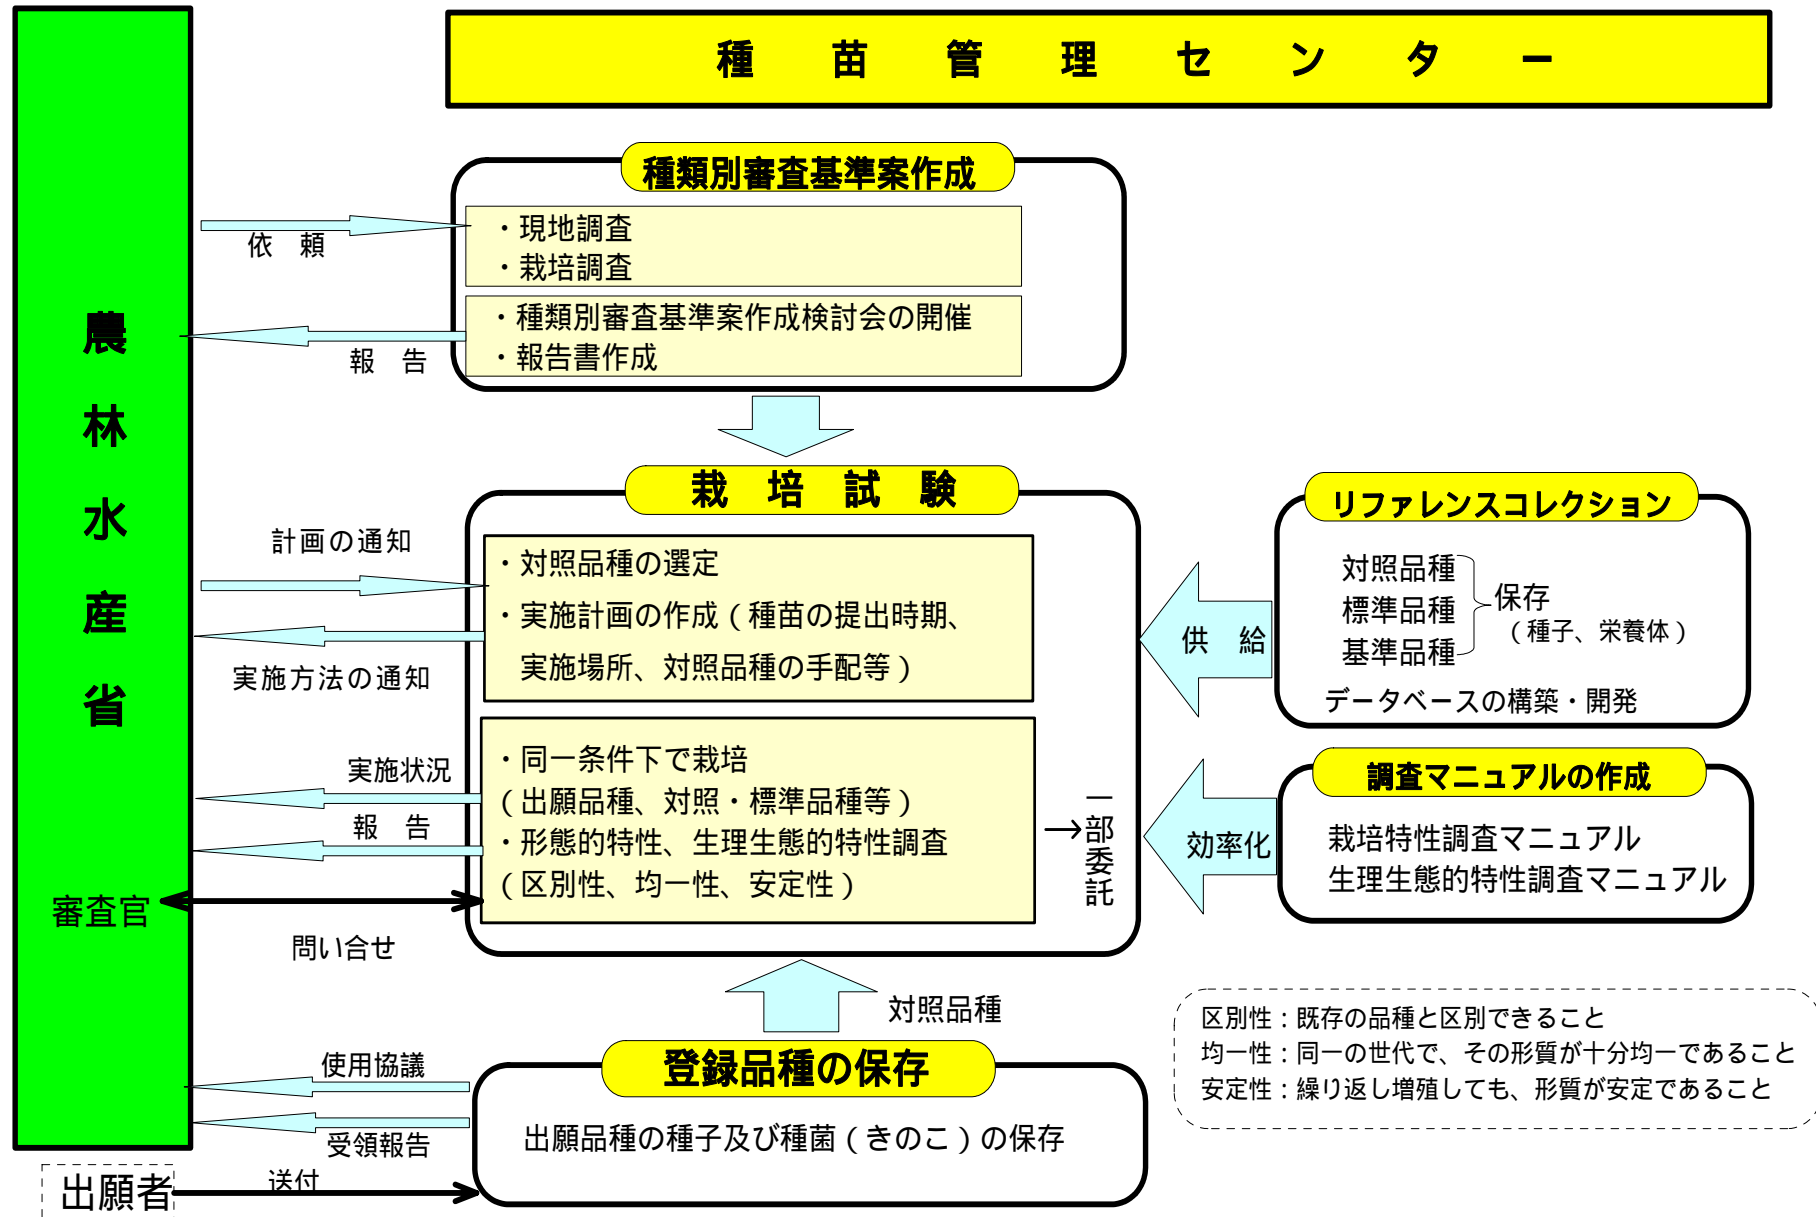 種苗管理センター
農林水産省
審査官
種類別審査基準案作成
・現地調査
・栽培調査
依 頼
・種類別審査基準案作成検討会の開催
・報告書作成
報 告
栽 培 試 験
計画の通知
・対照品種の選定
・実施計画の作成（種苗の提出時期、
実施場所、対照品種の手配等）
実施方法の通知
・同一条件下で栽培
（出願品種、対照・標準品種等）
・形態的特性、生理生態的特性調査
（区別性、均一性、安定性）
実施状況
報 告
→一部委託
問い合せ
リファレンスコレクション
対照品種
標準品種
基準品種
保存
（種子、栄養体）
データベースの構築・開発
供 給
調査マニュアルの作成
栽培特性調査マニュアル
生理生態的特性調査マニュアル
効率化
対照品種
登録品種の保存
出願品種の種子及び種菌（きのこ）の保存
使用協議
受領報告
送付
出願者
区別性：既存の品種と区別できること
均一性：同一の世代で、その形質が十分均一であること
安定性：繰り返し増殖しても、形質が安定であること